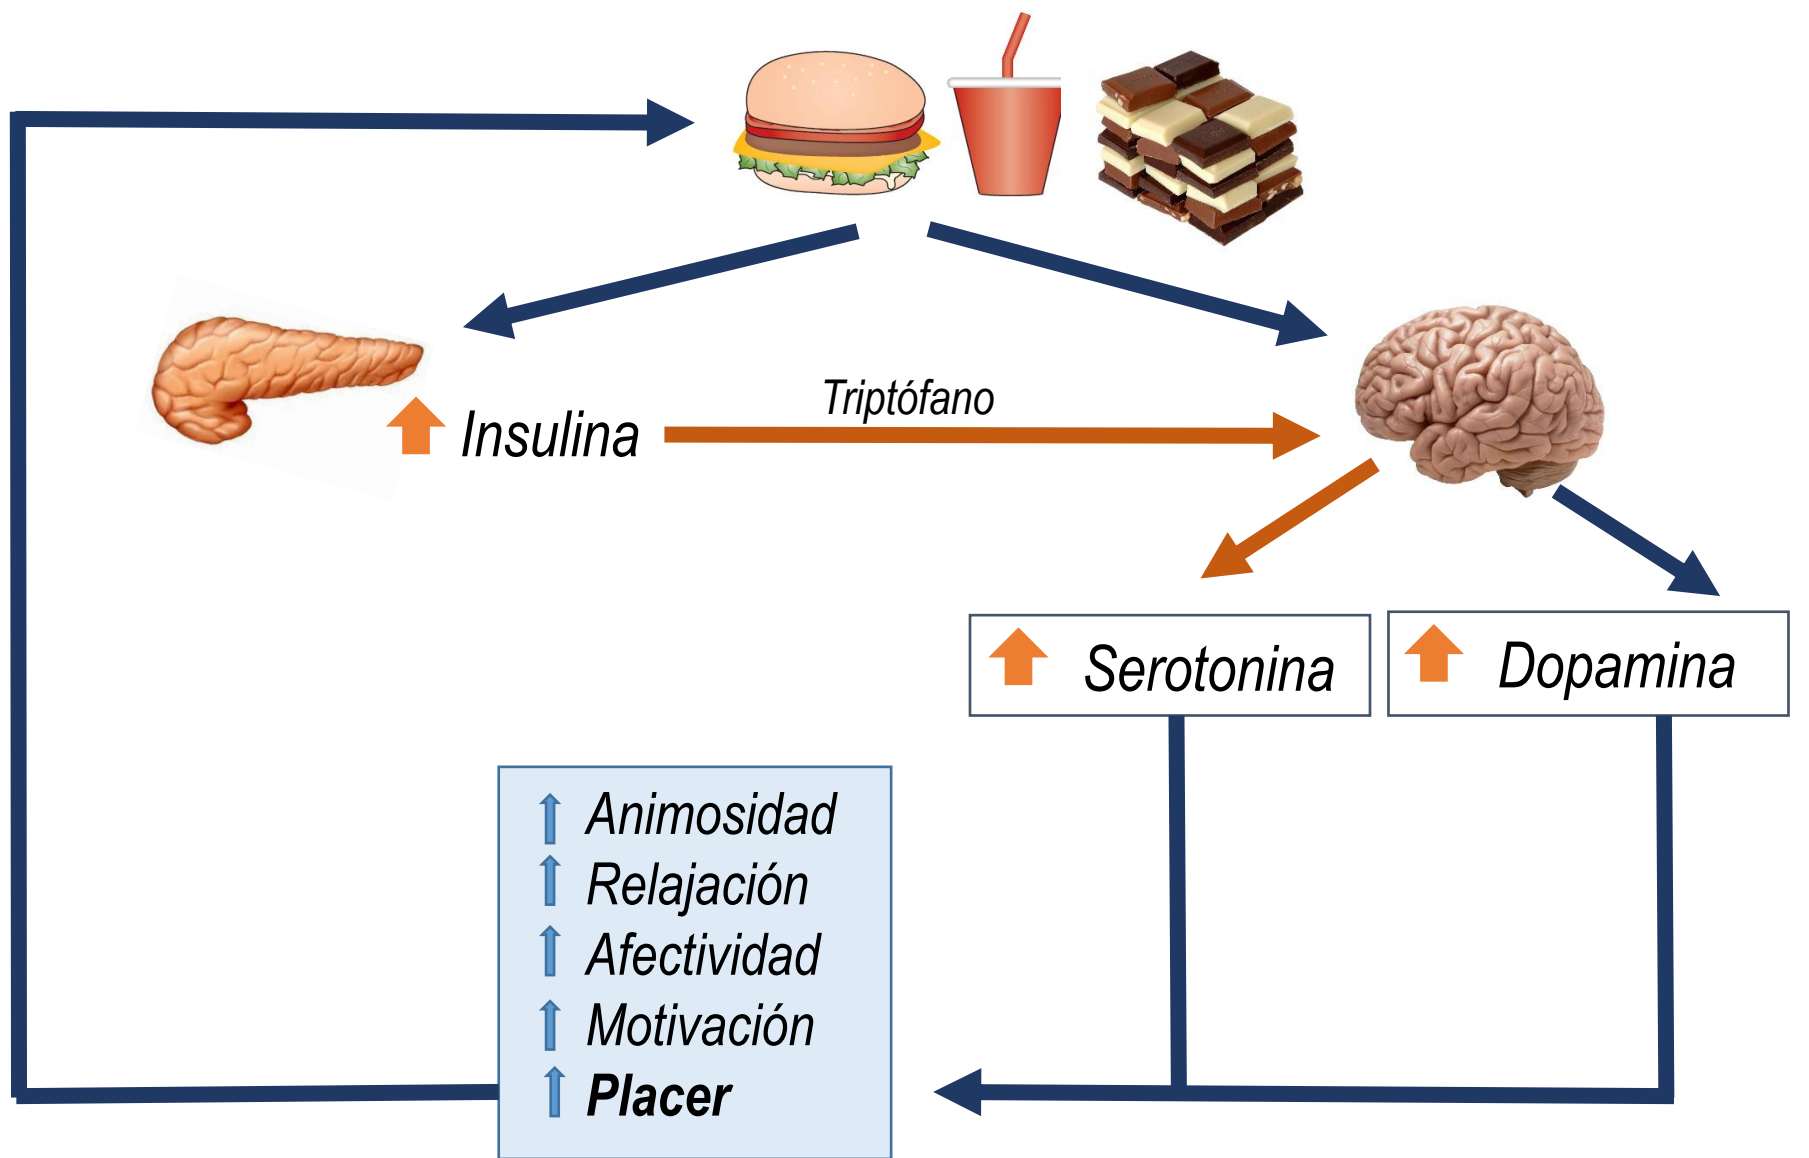 Triptófano
Insulina
Serotonina
Dopamina
Animosidad
Relajación
Afectividad
Motivación
Placer